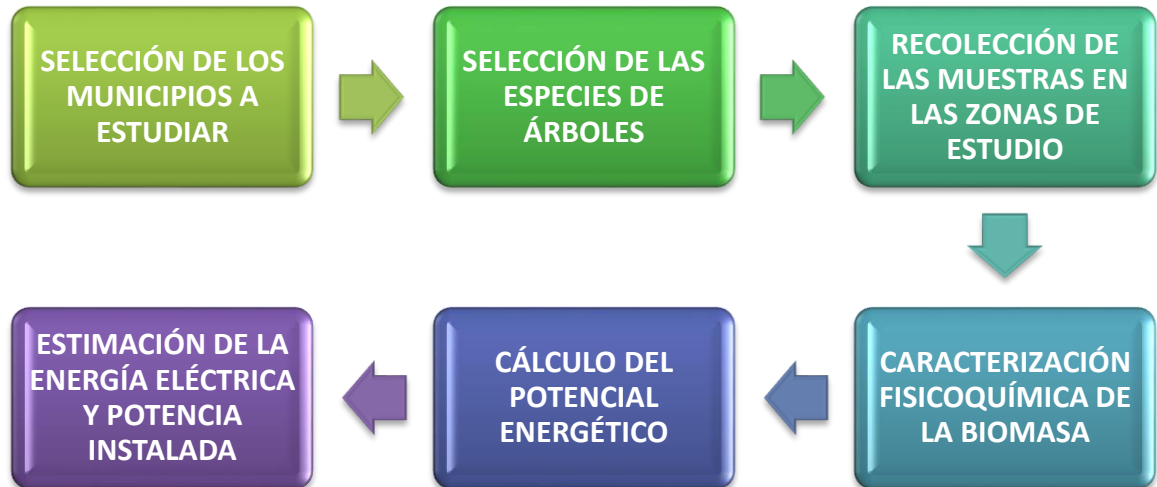 SELECCIÓN DE LOS
MUNICIPIOS A
ESTUDIAR
SELECCIÓN DE LAS
ESPECIES DE
ÁRBOLES
RECOLECCIÓN DE
LAS MUESTRAS EN
LAS ZONAS DE
ESTUDIO
CARACTERIZACIÓN
FISICOQUÍMICA DE
LA BIOMASA
CÁLCULO DEL
POTENCIAL
ENERGÉTICO
ESTIMACIÓN DE LA
ENERGÍA ELÉCTRICA
Y POTENCIA
INSTALADA